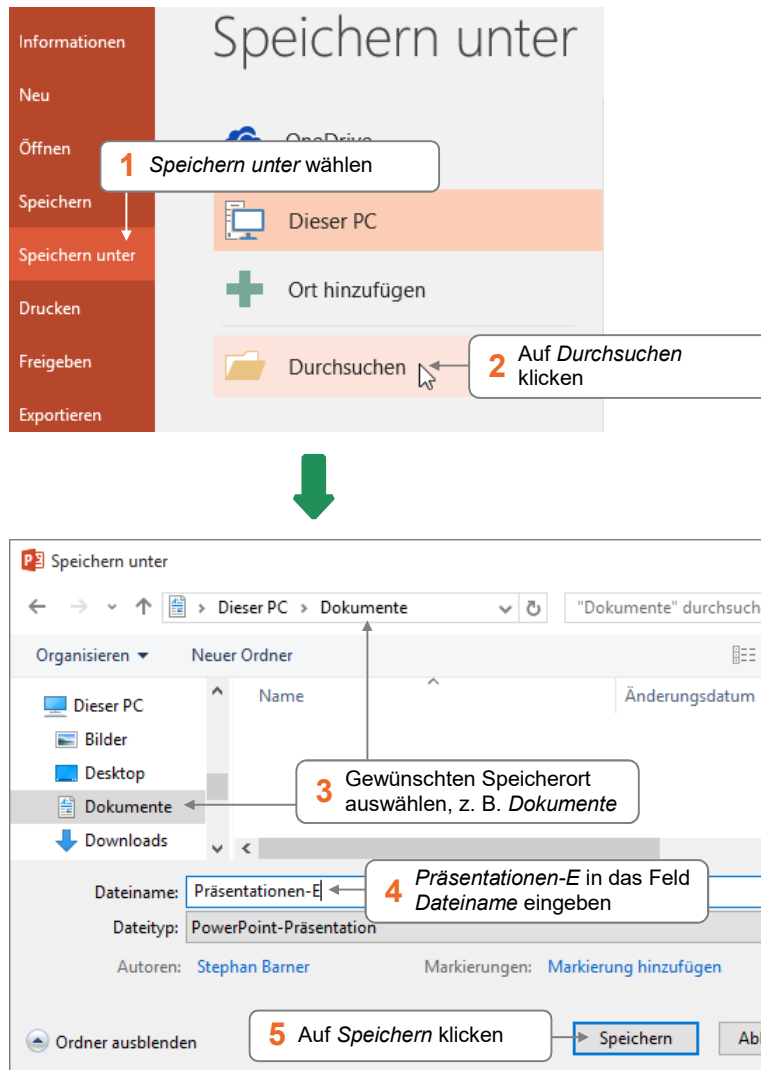 Informationen
Speichern unter
Neu
Öffnen
OneDrive
1 Speichern unter wählen
Speichern
Dieser PC
Speichern unter
Ort hinzufügen
Drucken
Freigeben
Durchsuchen
2 Auf Durchsuchen
klicken
Exportieren
Speichern unter
Dieser PC > Dokumente
"Dokumente" durchsuch
Organisieren
Neuer Ordner
Name
Änderungsdatum
Dieser PC
Bilder
Desktop
Dokumente
Downloads
3 Gewünschten Speicherort
auswählen, z. B. Dokumente
Dateiname: Präsentationen-E
4 Präsentationen-E in das Feld
Dateiname eingeben
Dateityp: PowerPoint-Präsentation
Autoren: Stephan Barner
Markierungen: Markierung hinzufügen
Ordner ausblenden
5 Auf Speichern klicken
Speichern